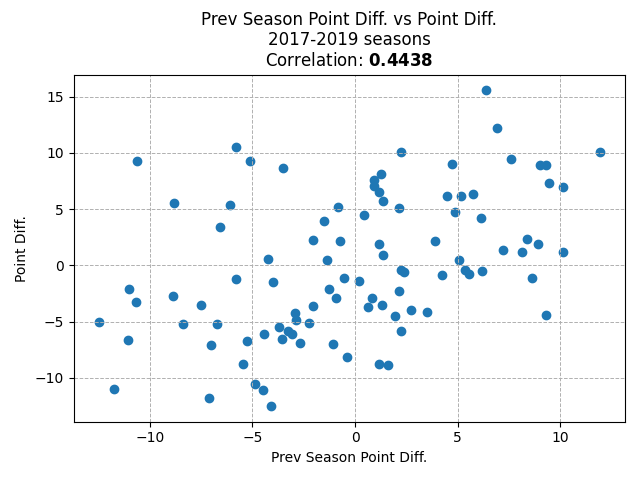 Prev Season Point Diff. vs Point Diff.
2017-2019 seasons
Correlation: 0.4438
15
10
5
0
−5
−10
Point Diff.
−10 −5 0 5 10
Prev Season Point Diff.